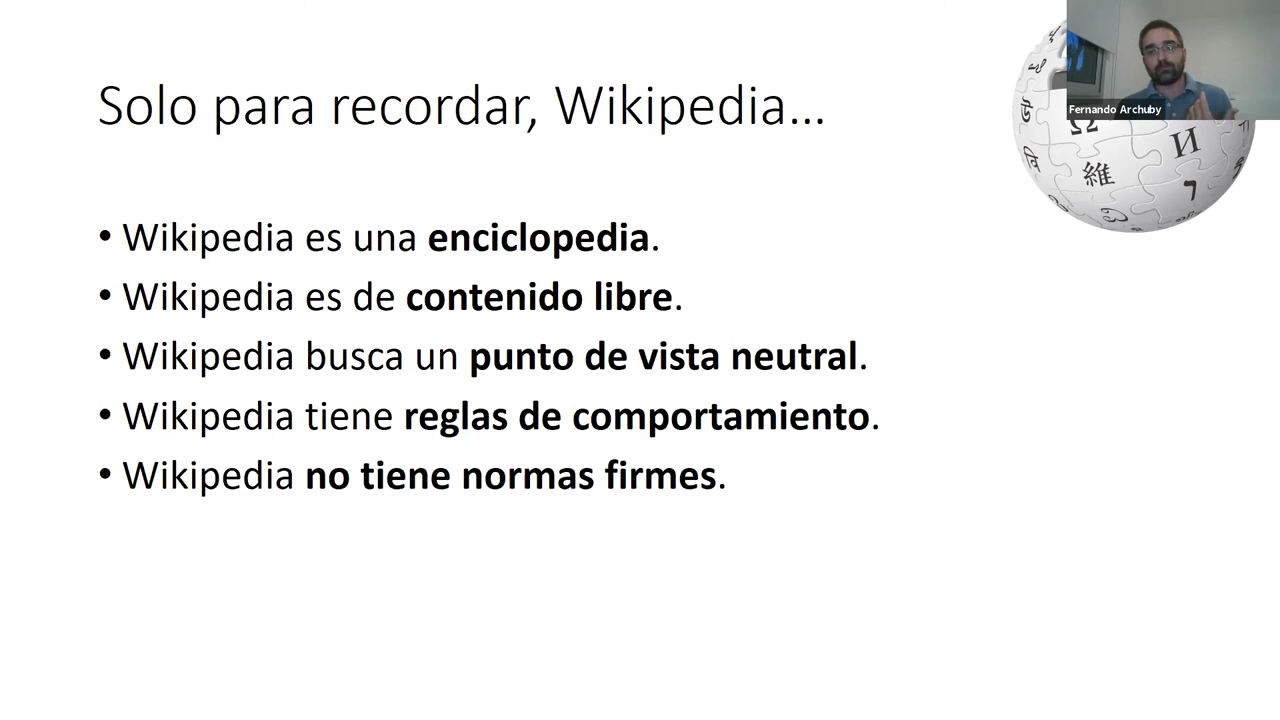 Solo para recordar, Wikipedia...
Fernando Archuby
• Wikipedia es una enciclopedia.
• Wikipedia es de contenido libre.
• Wikipedia busca un punto de vista neutral.
• Wikipedia tiene reglas de comportamiento.
• Wikipedia no tiene normas firmes.
Ω
И
維